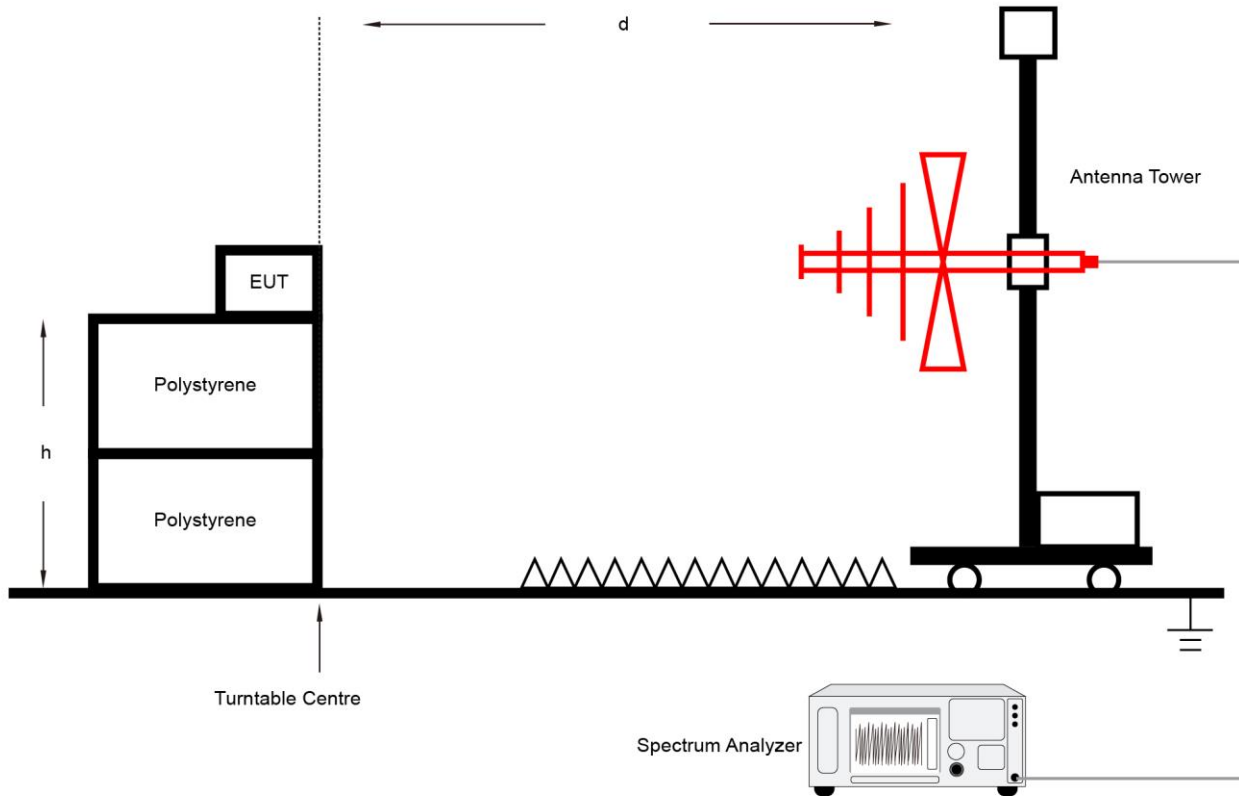 d
Antenna Tower
EUT
Polystyrene
h
Polystyrene
Turntable Centre
Spectrum Analyzer